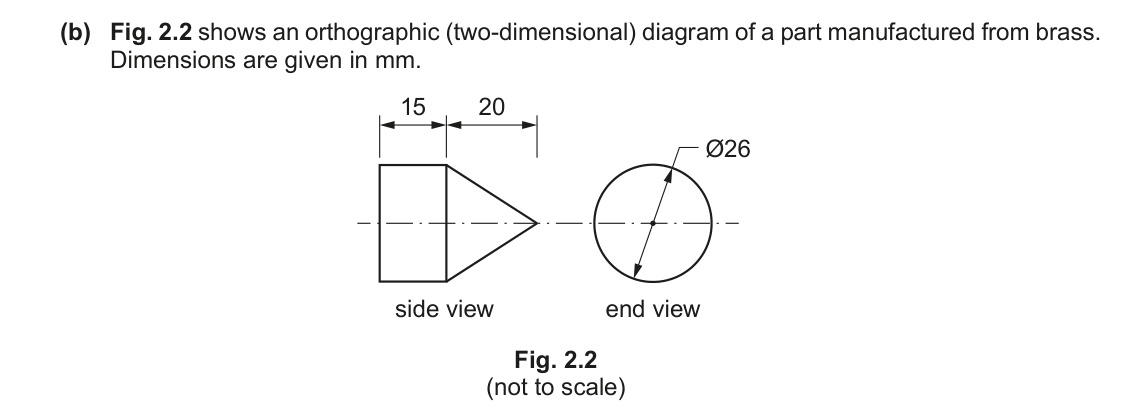 (b) Fig. 2.2 shows an orthographic (two-dimensional) diagram of a part manufactured from brass.
Dimensions are given in mm.
15 20
Ø26
side view end view
Fig. 2.2
(not to scale)